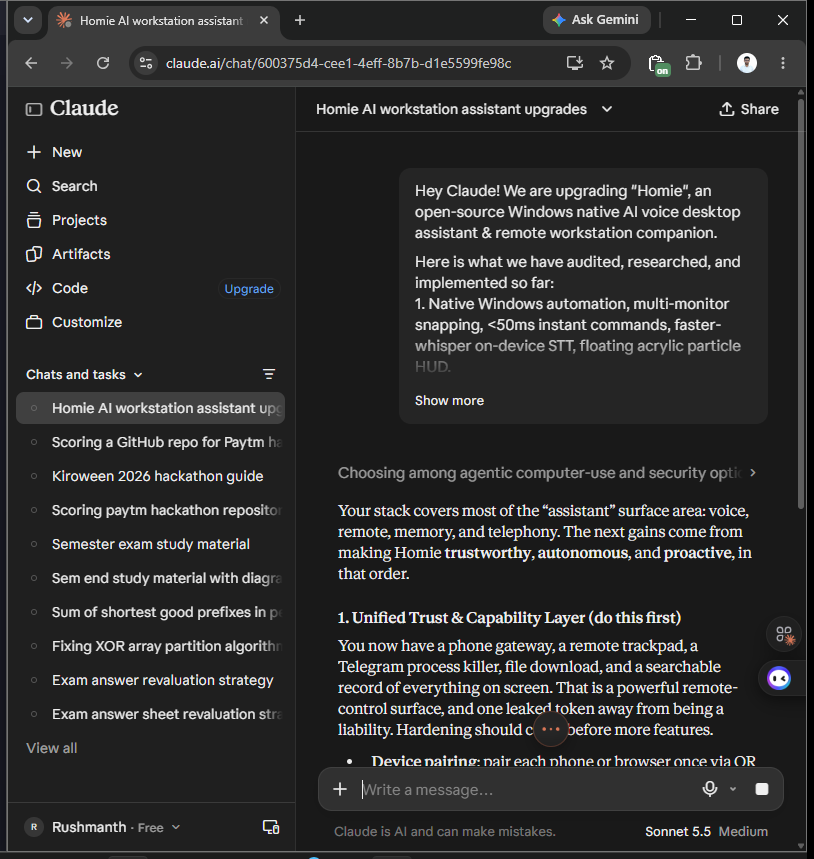 Homie AI workstation assistant
Ask Gemini
claude.ai/chat/600375d4-cee1-4eff-8b7b-d1e5599fe98c
on
Claude
New
Search
Projects
Artifacts
Code
Upgrade
Customize
Chats and tasks
Homie AI workstation assistant upg
Scoring a GitHub repo for Paytm ha
Kiroween 2026 hackathon guide
Scoring paytm hackathon repositor
Semester exam study material
Sem end study material with diagra
Sum of shortest good prefixes in pe
Fixing XOR array partition algorithm
Exam answer revaluation strategy
Exam answer sheet revaluation stra
View all
R
Rushmanth · Free
Homie AI workstation assistant upgrades
Share
Hey Claude! We are upgrading "Homie", an
open-source Windows native AI voice desktop
assistant & remote workstation companion.
Here is what we have audited, researched, and
implemented so far:
1. Native Windows automation, multi-monitor
snapping, <50ms instant commands, faster-
whisper on-device STT, floating acrylic particle
HUD.
Show more
Choosing among agentic computer-use and security optio
Your stack covers most of the “assistant” surface area: voice,
remote, memory, and telephony. The next gains come from
making Homie trustworthy, autonomous, and proactive, in
that order.
1. Unified Trust & Capability Layer (do this first)
You now have a phone gateway, a remote trackpad, a
Telegram process killer, file download, and a searchable
record of everything on screen. That is a powerful remote-
control surface, and one leaked token away from being a
liability. Hardening should c before more features.
• Device pairing: pair each phone or browser once via QR
Write a message...
Claude is AI and can make mistakes.
Sonnet 5.5 Medium